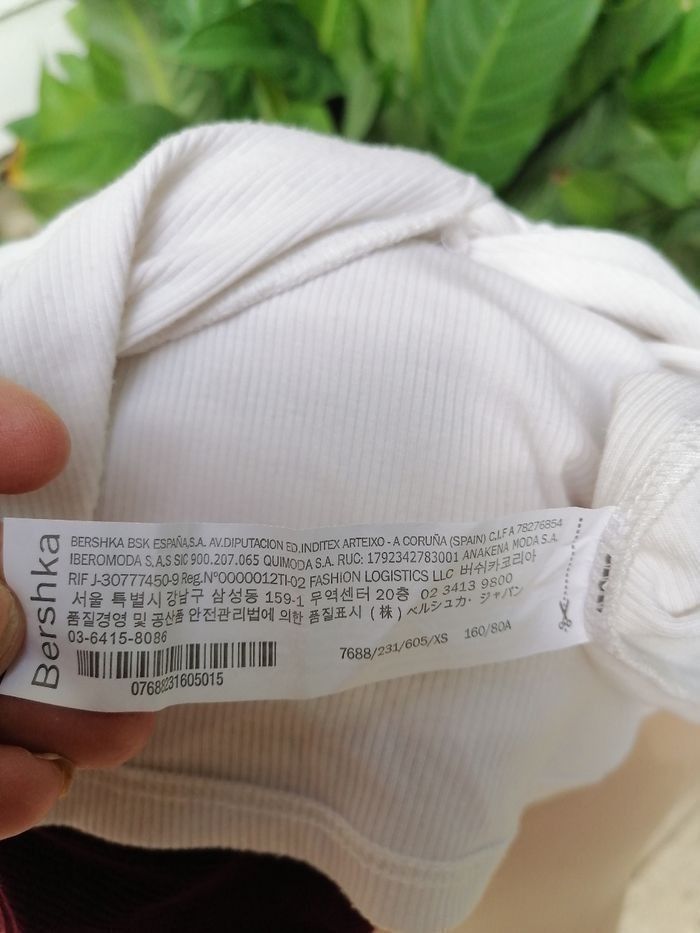 Bershka
BERSHKA BSK ESPAÑA,S.A. AV.DIPUTACION ED.INDITEX ARTEIXO - A CORUÑA (SPAIN) C.I.F A 78276854
IBEROMODA S,A,S SIC 900.207.065 QUIMODA S.A. RUC: 1792342783001 ANAKENA MODA S.A.
RIF J-30777450-9 Reg.Nº0000012TI-02 FASHION LOGISTICS LLC 버쉬카코리아
서울 특별시 강남구 삼성동 159-1 무역센터 20층 02 3413 9800
품질경영 및 공산품 안전관리법에 의한 품질표시 (株) ベルシュカ・ジャパン
03-6415-8086
7688/231/605/XS 160/80A
07688231605015